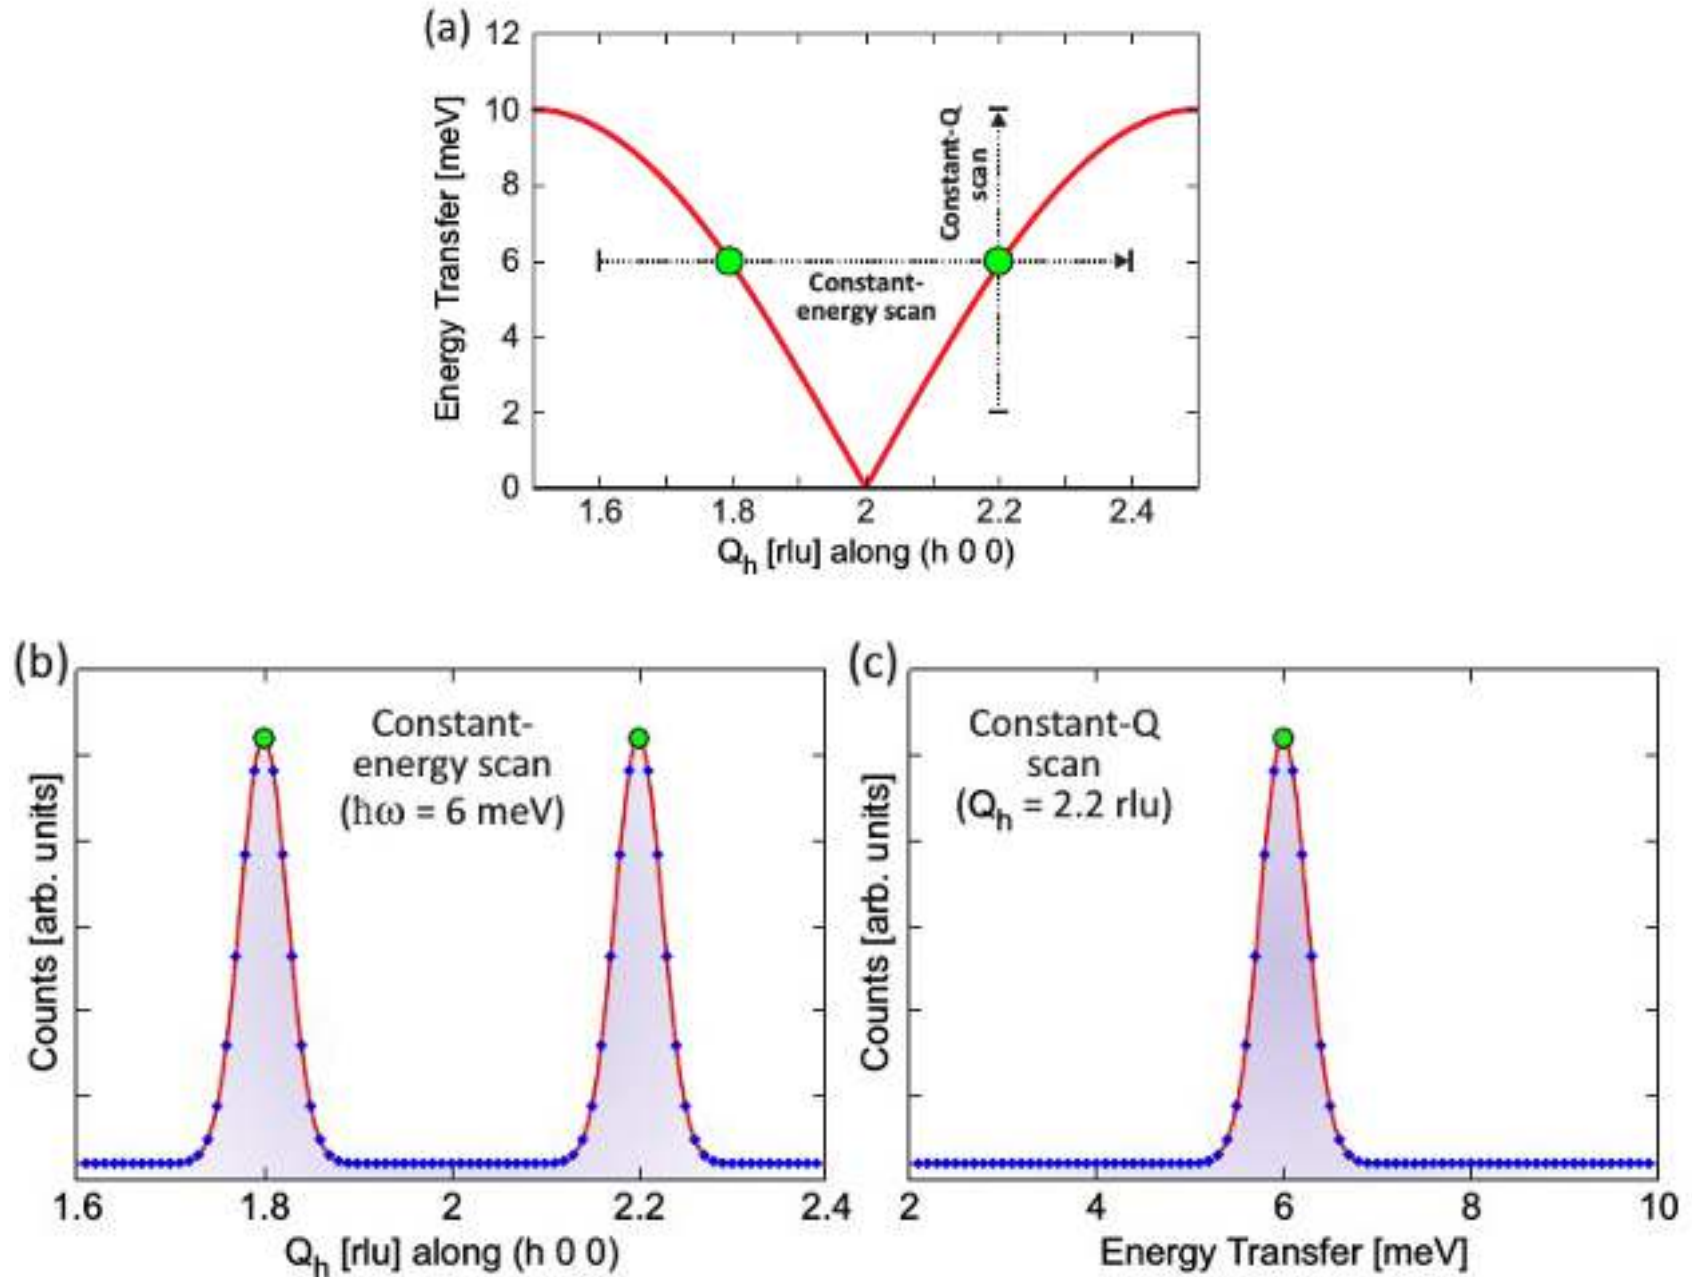 (a)
12
10
8
6
4
2
0
Energy Transfer [meV]
Constant-Q
scan
Constant-
energy scan
1.6 1.8 2 2.2 2.4
Qh [rlu] along (h 0 0)
(b)
Counts [arb. units]
Constant-
energy scan
(ħω = 6 meV)
1.6 1.8 2 2.2 2.4
Qh [rlu] along (h 0 0)
(c)
Counts [arb. units]
Constant-Q
scan
(Qh = 2.2 rlu)
2 4 6 8 10
Energy Transfer [meV]